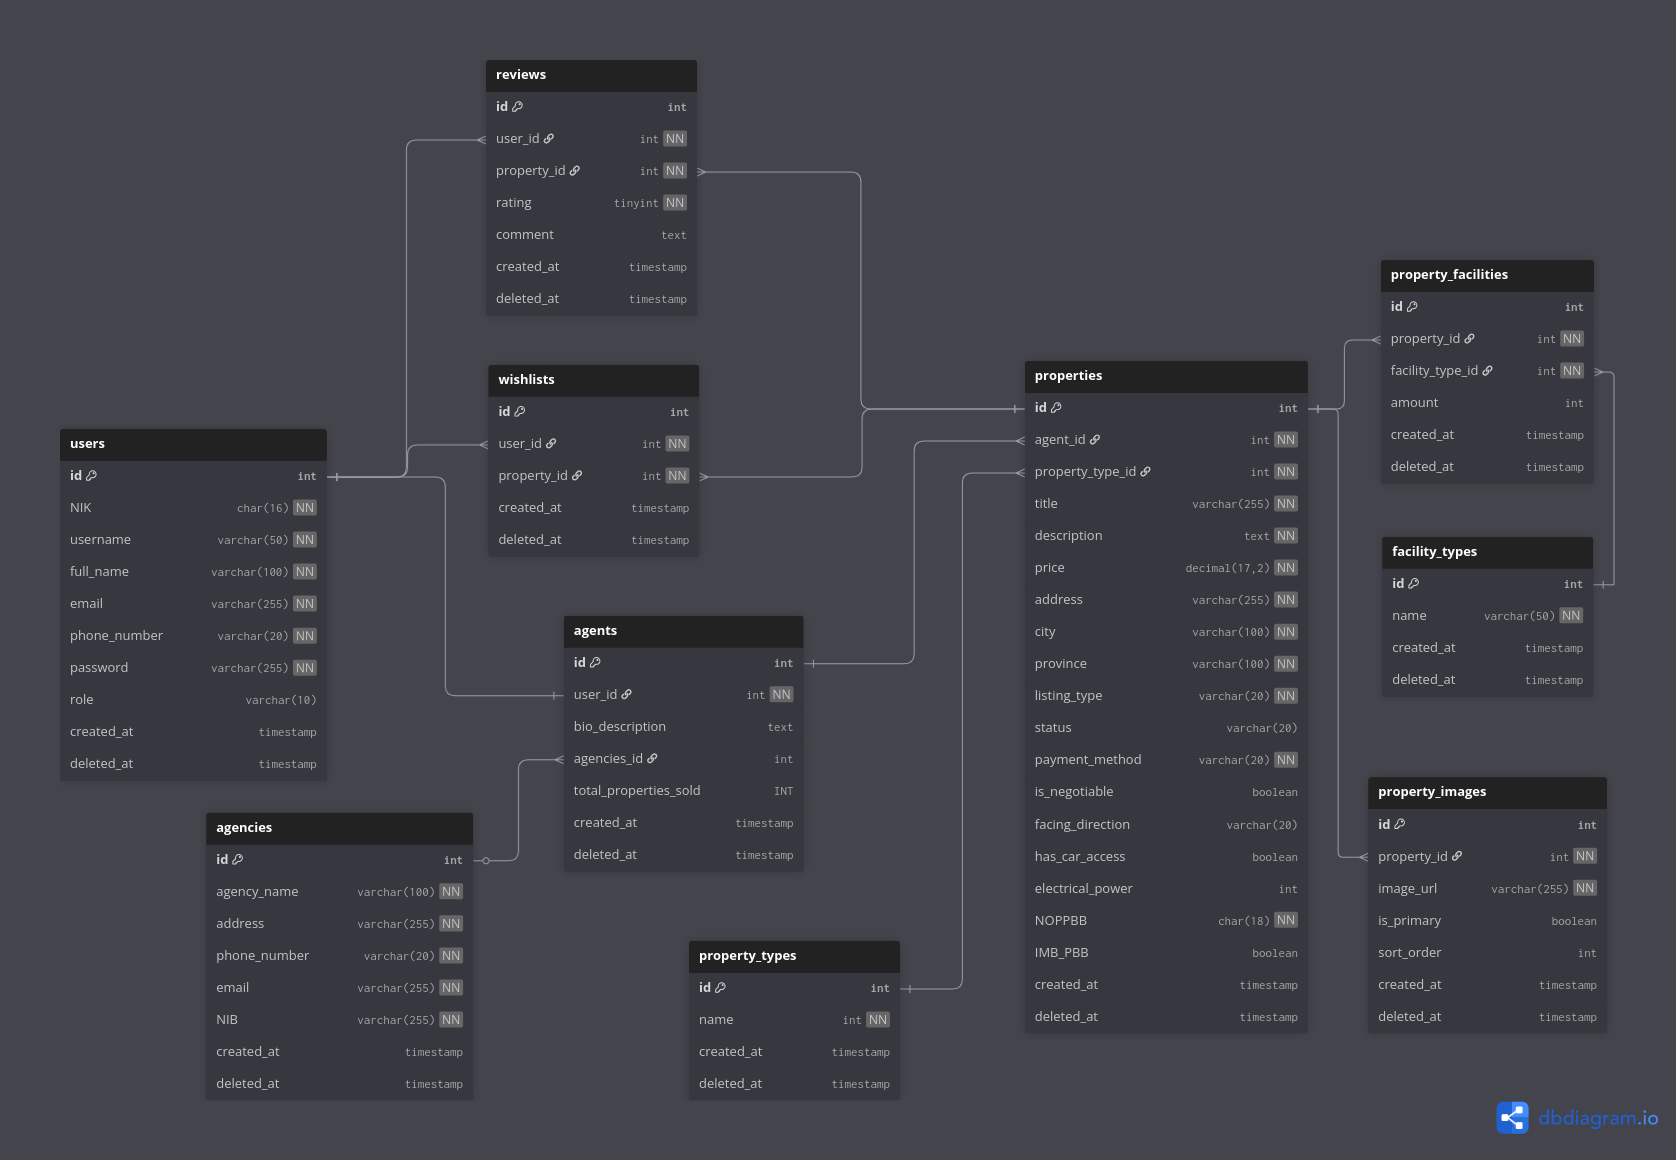 reviews
id int
user_id int NN
property_id int NN
rating tinyint NN
comment text
created_at timestamp
deleted_at timestamp
wishlists
id int
user_id int NN
property_id int NN
created_at timestamp
deleted_at timestamp
users
id int
NIK char(16) NN
username varchar(50) NN
full_name varchar(100) NN
email varchar(255) NN
phone_number varchar(20) NN
password varchar(255) NN
role varchar(10)
created_at timestamp
deleted_at timestamp
agents
id int
user_id int NN
bio_description text
agencies_id int
total_properties_sold INT
created_at timestamp
deleted_at timestamp
agencies
id int
agency_name varchar(100) NN
address varchar(255) NN
phone_number varchar(20) NN
email varchar(255) NN
NIB varchar(255) NN
created_at timestamp
deleted_at timestamp
property_types
id int
name int NN
created_at timestamp
deleted_at timestamp
properties
id int
agent_id int NN
property_type_id int NN
title varchar(255) NN
description text NN
price decimal(17,2) NN
address varchar(255) NN
city varchar(100) NN
province varchar(100) NN
listing_type varchar(20) NN
status varchar(20)
payment_method varchar(20) NN
is_negotiable boolean
facing_direction varchar(20)
has_car_access boolean
electrical_power int
NOPPBB char(18) NN
IMB_PBB boolean
created_at timestamp
deleted_at timestamp
property_facilities
id int
property_id int NN
facility_type_id int NN
amount int
created_at timestamp
deleted_at timestamp
facility_types
id int
name varchar(50) NN
created_at timestamp
deleted_at timestamp
property_images
id int
property_id int NN
image_url varchar(255) NN
is_primary boolean
sort_order int
created_at timestamp
deleted_at timestamp
dbdiagram.io